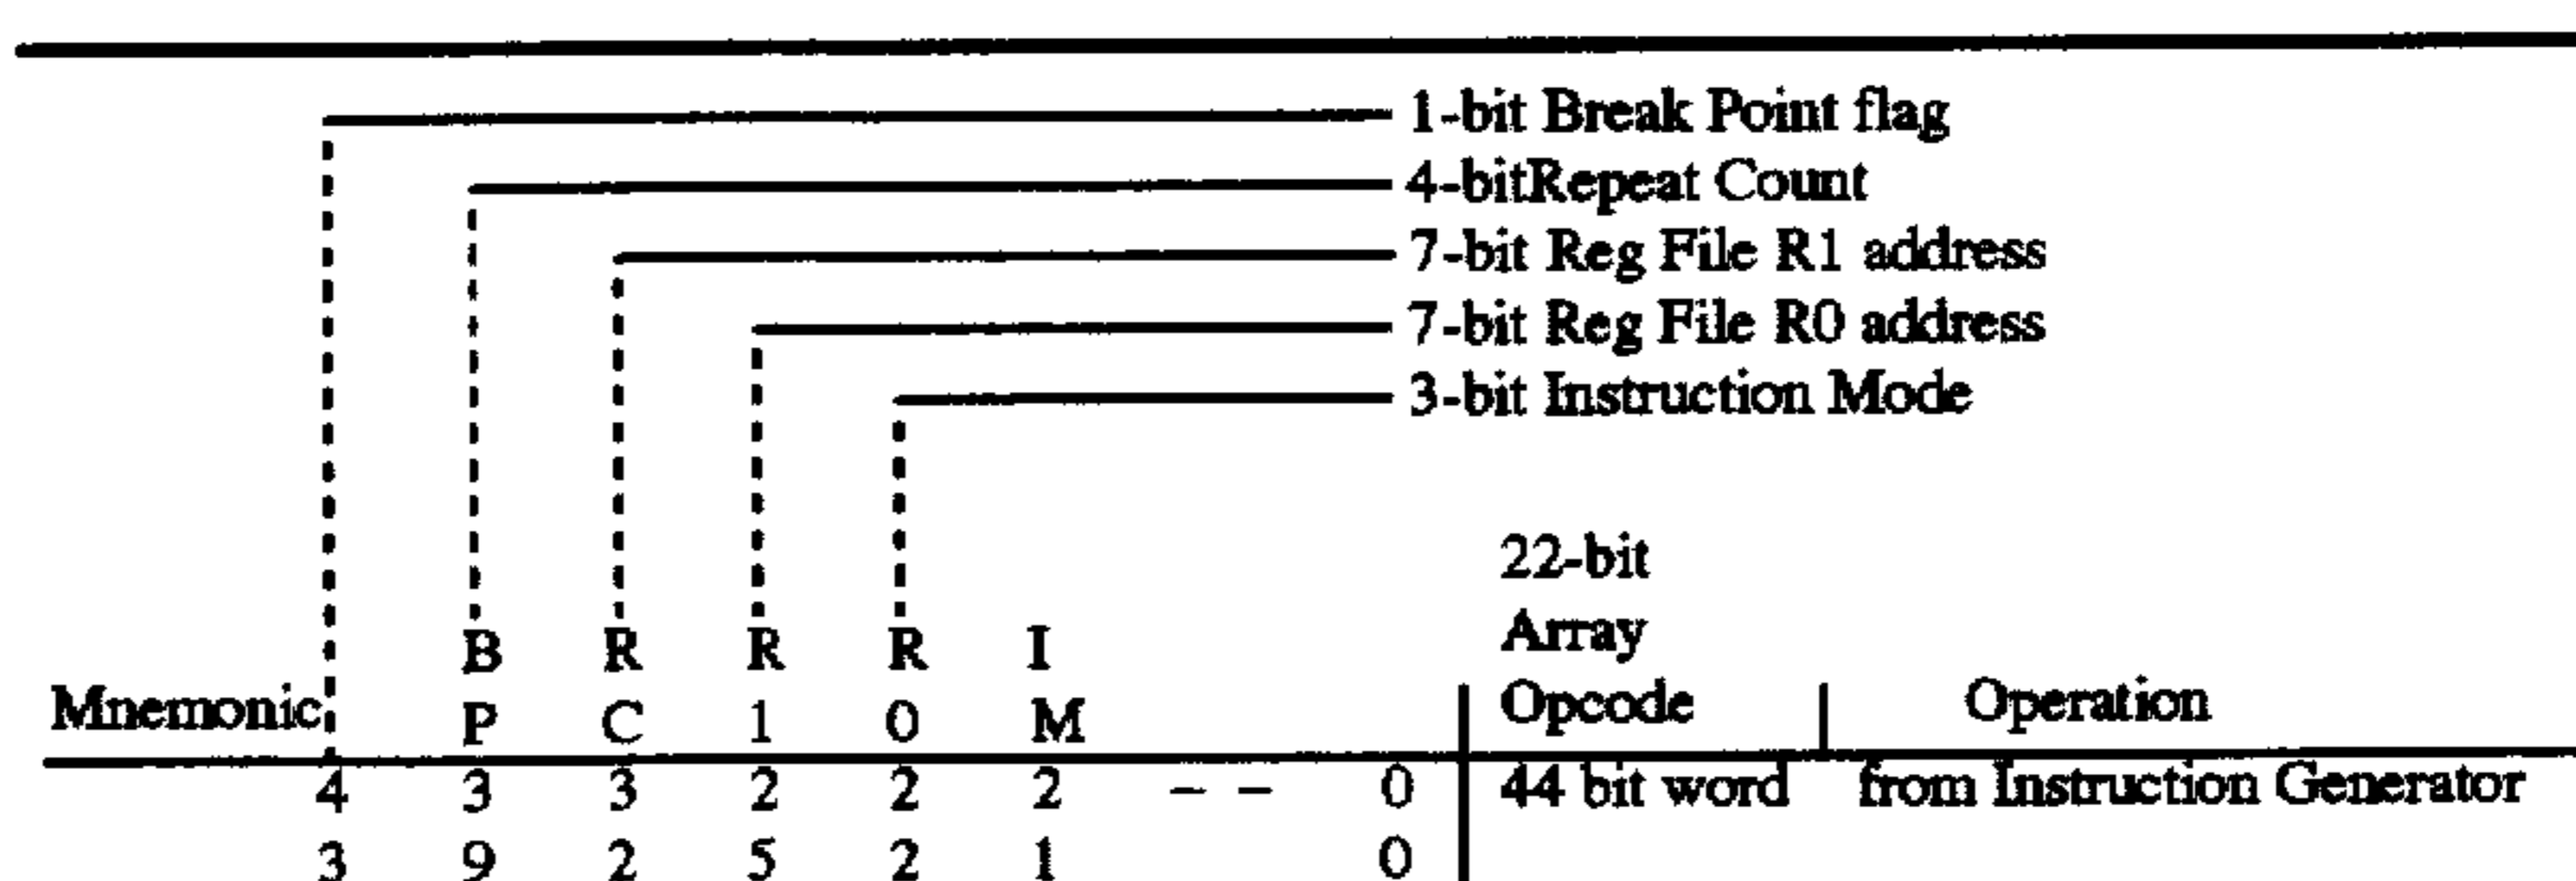 1-bit Break Point flag
4-bitRepeat Count
7-bit Reg File R1 address
7-bit Reg File R0 address
3-bit Instruction Mode
22-bit
Array
B R R R I
Mnemonic P C 1 0 M Opcode Operation
4 3 3 2 2 2 – – 0 44 bit word from Instruction Generator
3 9 2 5 2 1 0